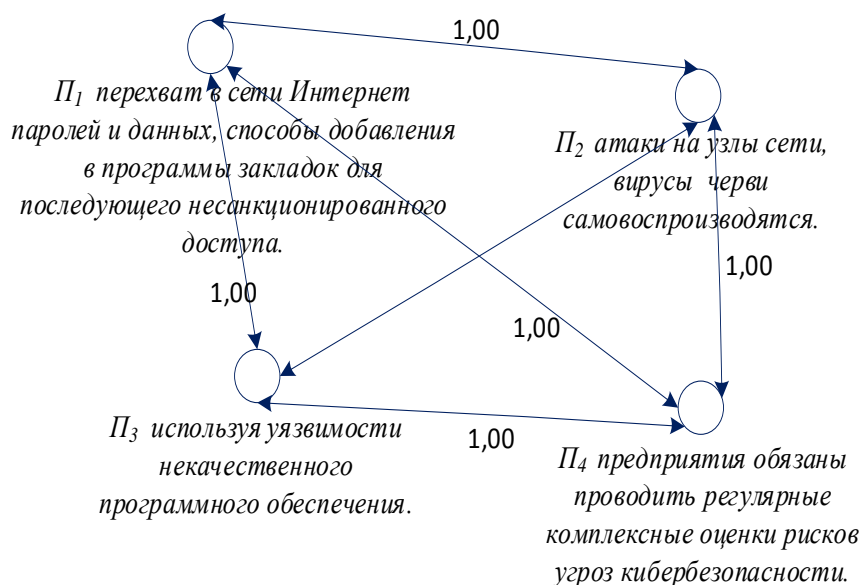 1,00
П1 перехват в сети Интернет
паролей и данных, способы добавления
в программы закладок для
последующего несанкционированного
доступа.
П2 атаки на узлы сети,
вирусы черви
самовоспроизводятся.
1,00
1,00
1,00
П3 используя уязвимости
некачественного
программного обеспечения.
1,00
П4 предприятия обязаны
проводить регулярные
комплексные оценки рисков
угроз кибербезопасности.